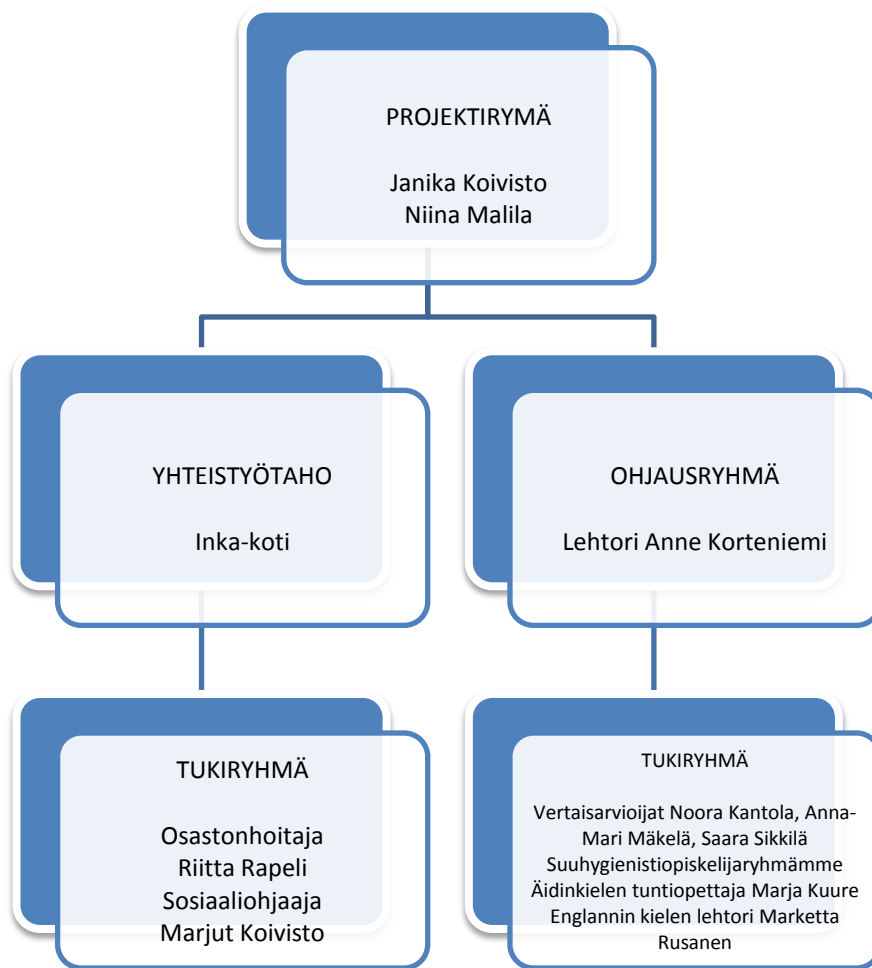 PROJEKTIRYMÄ
Janika Koivisto
Niina Malila
YHTEISTYÖTAHO
Inka-koti
OHJAUSRYHMÄ
Lehtori Anne Korteniemi
TUKIRYHMÄ
Osastonhoitaja
Riitta Rapeli
Sosiaaliohjaaja
Marjut Koivisto
TUKIRYHMÄ
Vertaisarvioijat Noora Kantola, Anna-
Mari Mäkelä, Saara Sikkilä
Suuhygienistiopiskelijaryhmämme
Äidinkielen tuntiopettaja Marja Kuure
Englannin kielen lehtori Marketta
Rusanen